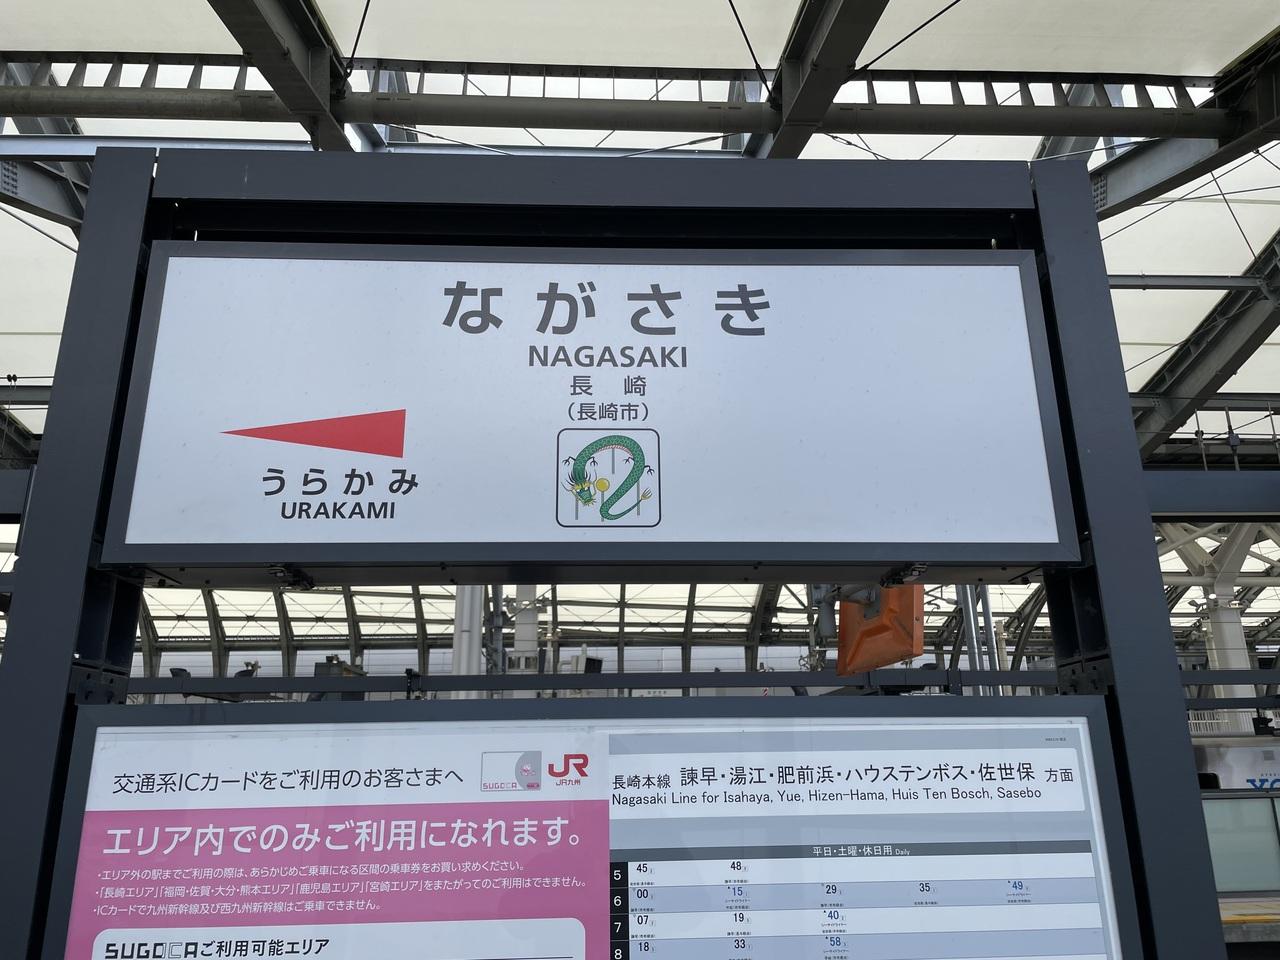 ながさき
NAGASAKI
長崎
（長崎市）
うらかみ
URAKAMI
交通系ICカードをご利用のお客さまへ
SUGOCA
JR
JR九州
エリア内でのみご利用になれます。
・エリア外の駅までご利用の際は、あらかじめご乗車になる区間の乗車券をお買い求めください。
・「長崎エリア」「福岡・佐賀・大分・熊本エリア」「鹿児島エリア」「宮崎エリア」をまたがってのご利用はできません。
・ICカードで九州新幹線及び西九州新幹線はご乗車できません。
SUGOCAご利用可能エリア
長崎本線 諫早・湯江・肥前浜・ハウステンボス・佐世保 方面
Nagasaki Line for Isahaya, Yue, Hizen-Hama, Huis Ten Bosch, Sasebo
平日・土曜・休日用 Daily
5 45 48
6 00 15 29 35 49
7 07 19 40
8 18 33 58